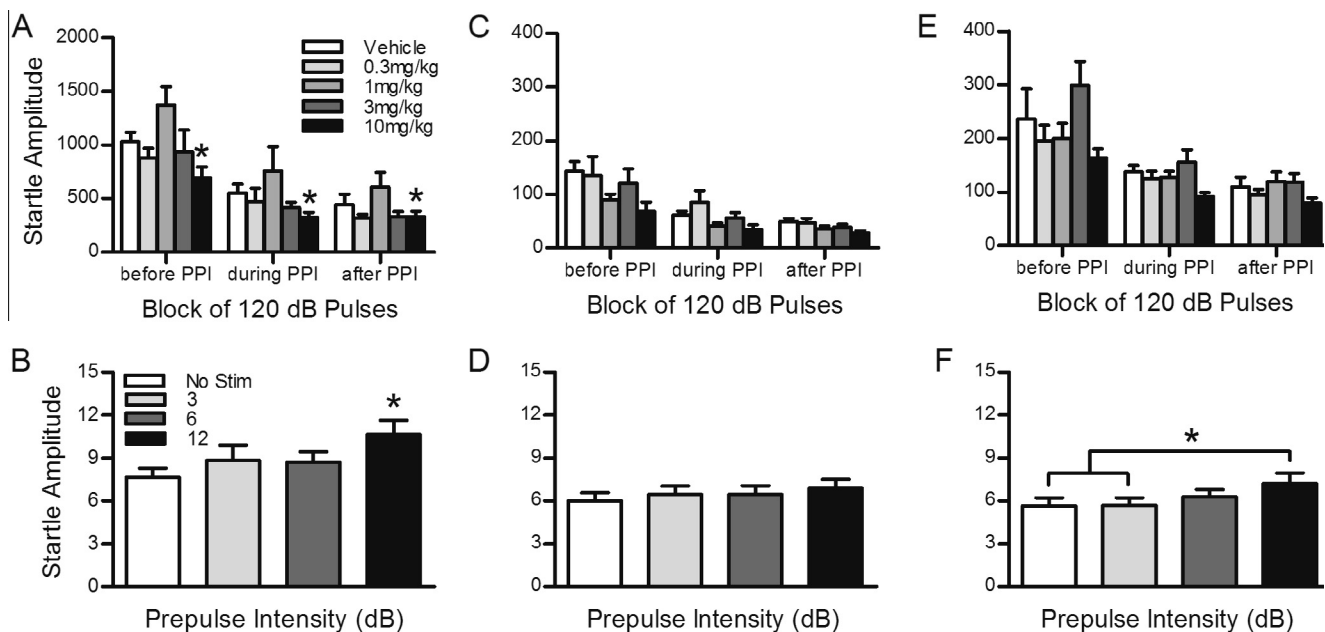 A
Startle Amplitude
2000
1500
1000
500
0
Vehicle
0.3mg/kg
1mg/kg
3mg/kg
10mg/kg
*
*
*
before PPI during PPI after PPI
Block of 120 dB Pulses
C
400
300
200
100
0
before PPI during PPI after PPI
Block of 120 dB Pulses
E
400
300
200
100
0
before PPI during PPI after PPI
Block of 120 dB Pulses
B
Startle Amplitude
15
12
9
6
3
0
No Stim
3
6
12
*
Prepulse Intensity (dB)
D
15
12
9
6
3
0
Prepulse Intensity (dB)
F
15
12
9
6
3
0
*
Prepulse Intensity (dB)